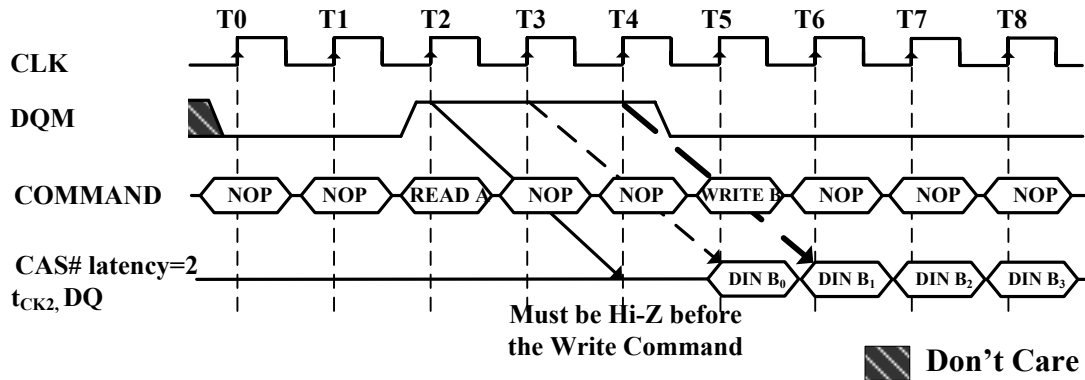 T0 T1 T2 T3 T4 T5 T6 T7 T8
CLK
DQM
COMMAND NOP NOP READ A NOP NOP WRITE B NOP NOP NOP
CAS# latency=2
tCK2, DQ DIN B0 DIN B1 DIN B2 DIN B3
Must be Hi-Z before
the Write Command
Don't Care